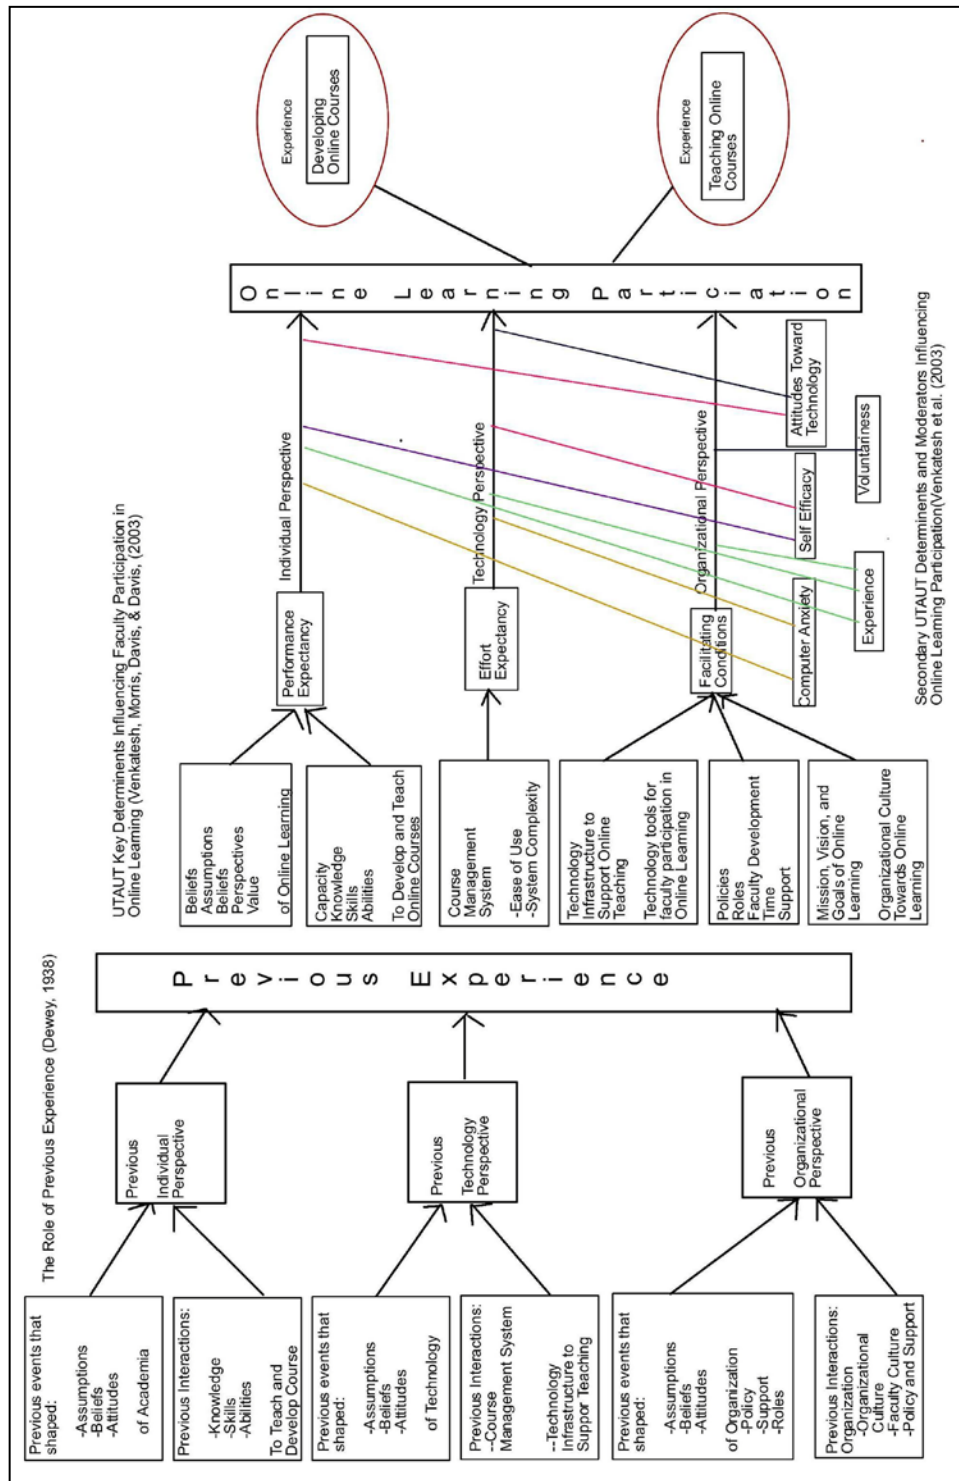 The Role of Previous Experience (Dewey, 1938)
Previous events that
shaped:
-Assumptions
-Beliefs
-Attitudes
of Academia
Previous Interactions:
-Knowledge
-Skills
-Abilities
To Teach and
Develop Course
Previous
Individual
Perspective
Previous events that
shaped:
-Assumptions
-Beliefs
-Attitudes
of Technology
Previous Interactions:
--Course
Management System
--Technology
Infrastructure to
Suppor Teaching
Previous
Technology
Perspective
Previous events that
shaped:
-Assumptions
-Beliefs
-Attitudes
of Organization
-Policy
-Support
-Roles
Previous Interactions:
Organization
-Organizational
Culture
-Faculty Culture
-Policy and Support
Previous
Organizational
Perspective
Previous Experience
UTAUT Key Determinents Influencing Faculty Participation in
Online Learning (Venkatesh, Morris, Davis, & Davis, (2003)
Beliefs
Assumptions
Beliefs
Perspectives
Value
of Online Learning
Capacity
Knowledge
Skills
Abilities
To Develop and Teach
Online Courses
Performance
Expectancy
Individual Perspective
Course
Management
System
-Ease of Use
-System Complexity
Effort
Expectancy
Technology Perspective
Technology
Infrastructure to
Support Online
Teaching
Technology tools for
faculty participation in
Online Learning
Policies
Roles
Faculty Development
Time
Support
Mission, Vision, and
Goals of Online
Learning
Organizational Culture
Towards Online
Learning
Facilitating
Conditions
Organizational Perspective
Computer Anxiety
Self Efficacy
Attitudes Toward
Technology
Experience
Voluntariness
Online Learning Particiation
Experience
Developing
Online Courses
Experience
Teaching Online
Courses
Secondary UTAUT Determinents and Moderators Influencing
Online Learning Participation(Venkatesh et al. (2003)